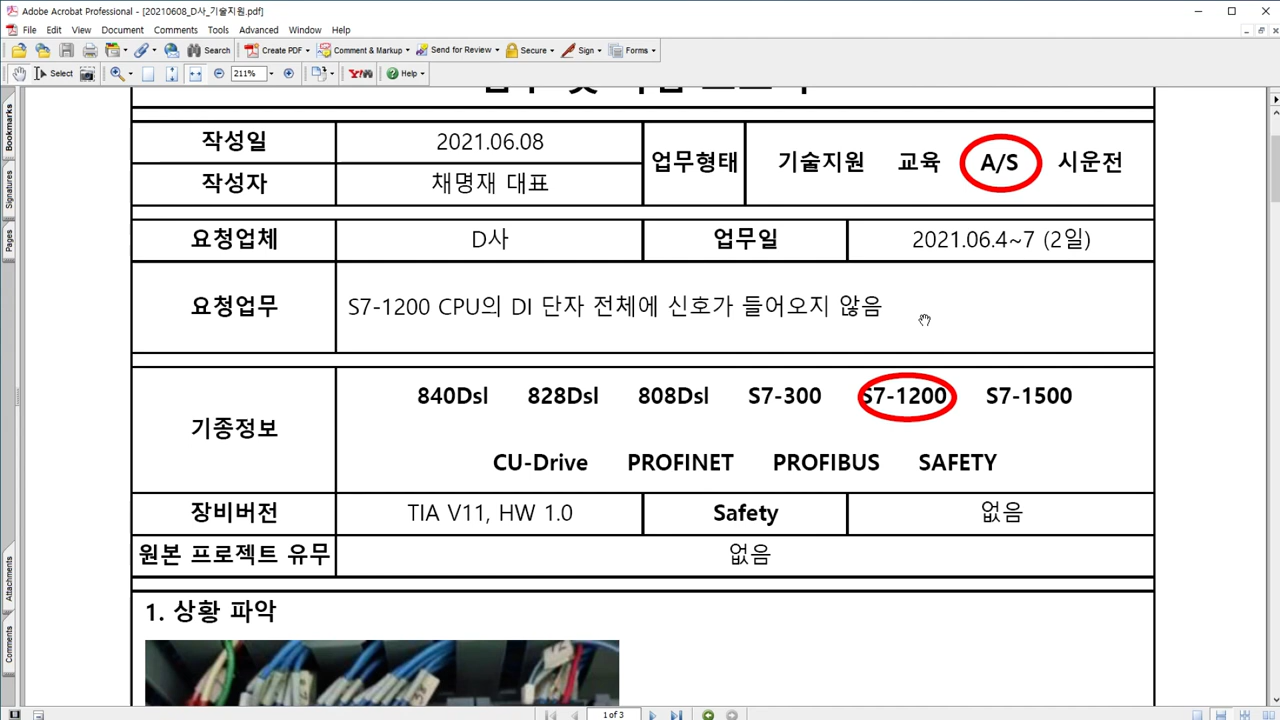 Adobe Acrobat Professional - [20210608_D사_기술지원.pdf]
File Edit View Document Comments Tools Advanced Window Help
Search Create PDF Comment & Markup Send for Review Secure Sign Forms
Select 211% Help
Bookmarks
Signatures
Pages
Attachments
Comments
작성일 2021.06.08 업무형태 기술지원 교육 A/S 시운전
작성자 채명재 대표
요청업체 D사 업무일 2021.06.4~7 (2일)
요청업무 S7-1200 CPU의 DI 단자 전체에 신호가 들어오지 않음
기종정보 840Dsl 828Dsl 808Dsl S7-300 S7-1200 S7-1500
CU-Drive PROFINET PROFIBUS SAFETY
장비버전 TIA V11, HW 1.0 Safety 없음
원본 프로젝트 유무 없음
1. 상황 파악
1 of 3